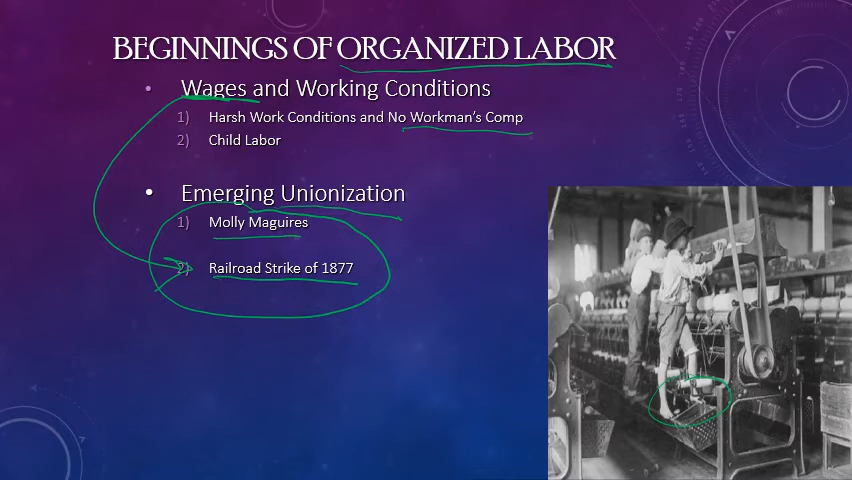 BEGINNINGS OF ORGANIZED LABOR
• Wages and Working Conditions
1) Harsh Work Conditions and No Workman's Comp
2) Child Labor
• Emerging Unionization
1) Molly Maguires
2) Railroad Strike of 1877